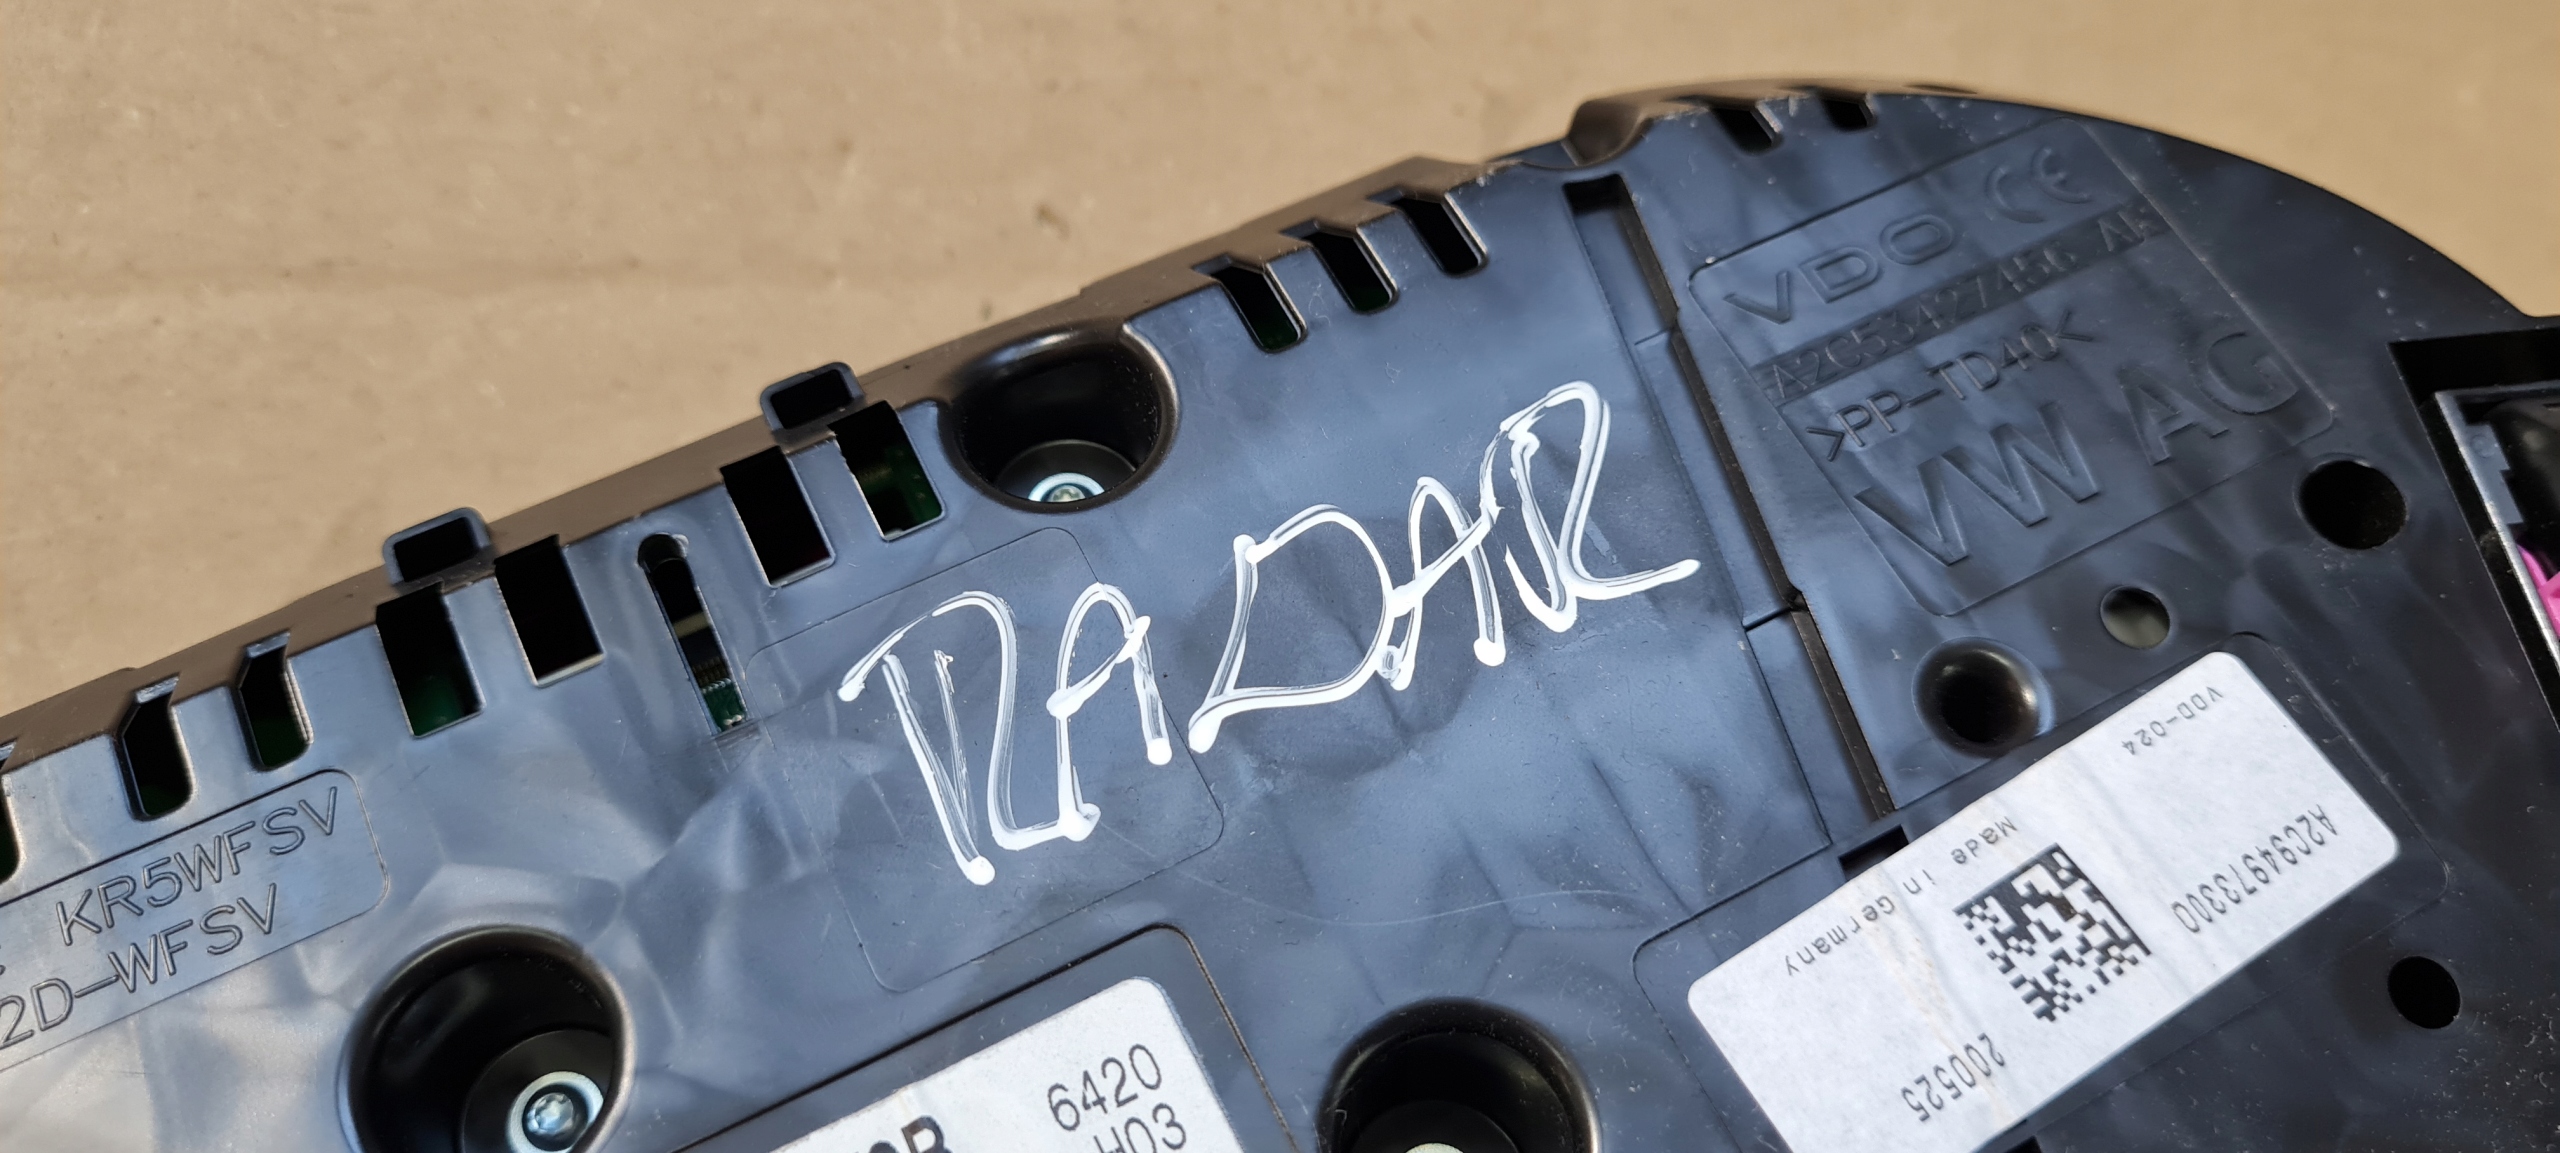 VDO CE
A2C53427456 AE
>PP-TD40<
VW AG
RADAR
KR5WFSV
2D-WFSV
VDD-024
A2C94973300
Made in Germany
200525
6420
H03